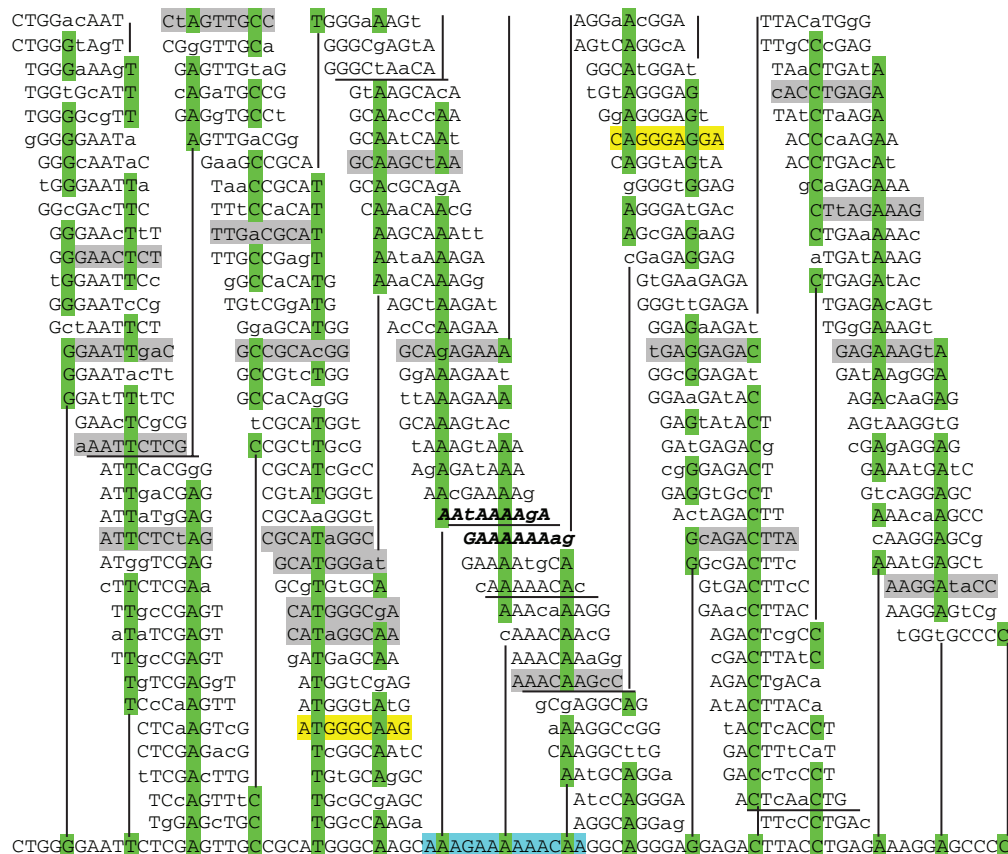 CTGGacAAT CtAGTTGCC TGGGaAAGt AGGaAcGGA TTACaTGgG
CTGGGtAgT CGgGTTGCa GGGCgAGtA AGtCAGGcA TTgCCcGAG
TGGGaAAgT GAGTTGtaG GGGCtAaCA GGCATGGAt TAaCTGATA
TGGtGcATT cAGaTGCCG GtAAGCAcA tGtAGGGAG cACCTGAGA
TGGGGcgTT GAGgTGCCt GCAAcCcAA GgAGGGAGt TATCTaAGA
gGGGGAATa AGTTGaCGg GCAAtCAAt CAGGGAGGA ACCcaAGA
GGGcAATaC GaaGCCGCA GCAAGCtAA CAGGtAGtA ACCTGAcAt
tGGGAATTa TaaCCGCAT GCAcGCAgA gGGGtGGAG gCaGAGAAA
GGcGAcTTC TTtCCaCAT CAAaCAAcG AGGGAtGAc CTtAGAAAG
GGGAAcTtT TTGaCGCAT AAGCAAAtt AGcGAGaAG CTGAaAAAc
GGGAACTCT TTGCCGAgT AAtaAAAGA cGAGAGGAG aTGATAAAG
tGGAATTCc gGCCaCATG AAaCAAAGg GtGAaGAGA CTGAGATAc
GGGAATcCg TGtCGgATG AGCtAAGAt GGGttGAGA TGAGACAGt
GctAATTCT GgaGCATGG AcCcAAGAA GGAGAaGAt TGgGAAAGt
GGAATTgaC GCCGCAcGG GCAgAGAAA tGAGGAGAC GAGAAAGtA
GGAATacTt GCCGtcTGG GgAAAGAAt GGcGGAGAt GATAAgGGA
GGAtTTtTC GCCaCAgGG ttAAAGAAA GGAaGATAC AGACAaGAG
GAAcTCgCG tCGCATGGt GCAAAGtAc GAGtATACT AGtAAGGtG
aAATTCTCG CCGCtTGcG tAAAGtAAA GATGAGACg cGAgAGGAG
ATTCaCGgG CGCATcGcC AgAGATAAA cgGGAGACT GAAATGATC
ATTgaCGAG CGtATGGGt AAcGAAAAg GAGGtGcCT GtcAGGAGC
ATTaTgGAG CGCAaGGGt AAtAAAAgA ActAGACTT AAAcaAGCC
ATTCTCtAG CGCATaGGC GAAAAAAag GcAGACTTA cAAGGAGCg
ATggtCGAG GCATGGGat GAAAAtgCA GGcGACTTc AAAtGAGCt
cTTCTCGAa GCgTGtGCA cAAAAACAc GtGACTTcC AAGGAtaCC
TTgcCGAGT CATGGGCgA AAAcaAAGG GAAccTTAC AAGGAGtCg
aTaTCGAGT CATaGGCAA cAAACAAcG AGACTcgCC tGGtGCCCC
TTgcCGAGT gATGaGCAA AAACAAaGg cGACTTAtC
TgTCGAGgT ATGGtCGAG AAACAAGcC AGACTGACa
TCcCaAGTT ATGGGtAtG gCgAGGCAG AtACTTACa
CTCaAGTcG ATGGGCAAG aAAGGCcGG tACTcACCT
CTCGAGacG TcGGCAAtC CAAGGcttG GACTTtCaT
tTTCGAcTTG TGtGCAgGC AAtGCAGGa GACcTcCCT
TCcAGTTtC TGcGcgAGC AtcCAGGGA ACTcAaCTG
TgGAGcTGC TGGcCAAGa AGGCAGGag TTcCCTGAc
CTGGGGGAATTCTCGAGTTGCCGCATGGGCAAGCAAAGAAAAAAACAAGGCAGGGAGGAGACTTACCTGAGAAAGGAGCCCC